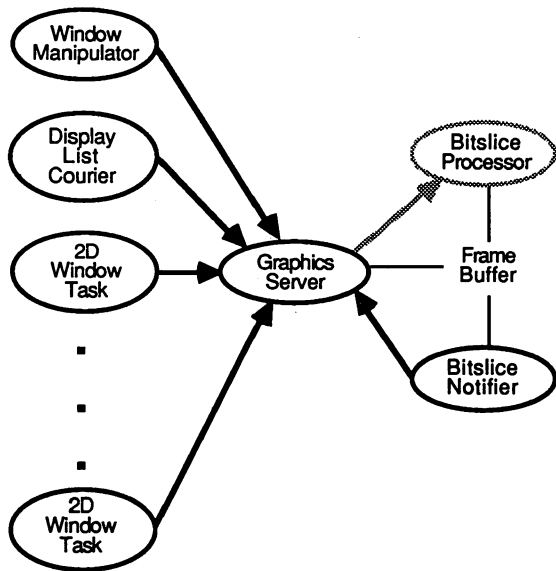 Window
Manipulator
Display
List
Courier
2D
Window
Task
2D
Window
Task
Graphics
Server
Bitslice
Processor
Frame
Buffer
Bitslice
Notifier